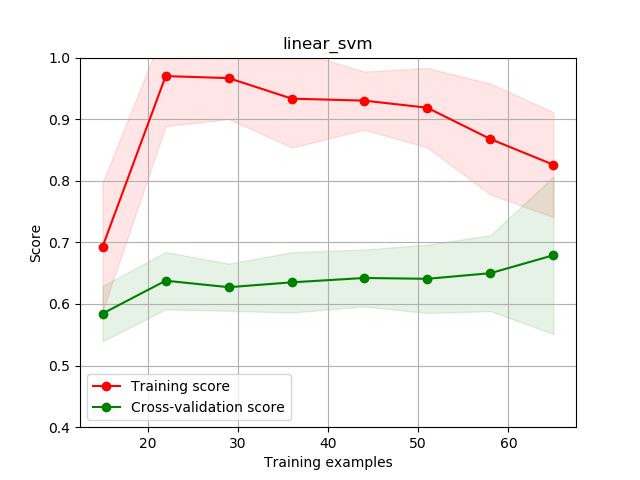 linear_svm
Score
1.0
0.9
0.8
0.7
0.6
0.5
0.4
Training score
Cross-validation score
20 30 40 50 60
Training examples